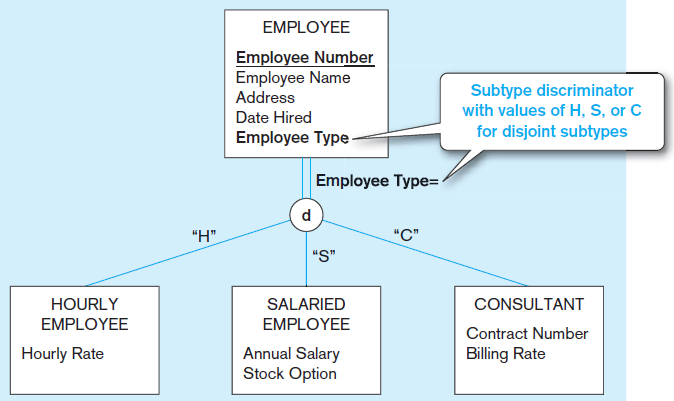 EMPLOYEE
Employee Number
Employee Name
Address
Date Hired
Employee Type
Subtype discriminator
with values of H, S, or C
for disjoint subtypes
Employee Type=
d
“H”
“S”
“C”
HOURLY
EMPLOYEE
Hourly Rate
SALARIED
EMPLOYEE
Annual Salary
Stock Option
CONSULTANT
Contract Number
Billing Rate